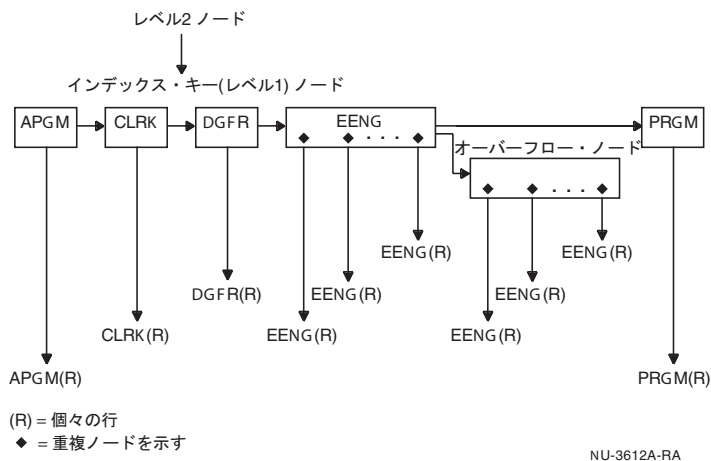 レベル2 ノード
インデックス・キー(レベル1) ノード
APGM CLRK DGFR EENG PRGM
◆ ◆ ・・・ ◆
オーバーフロー・ノード
◆ ◆ ・・・ ◆
EENG(R) EENG(R)
DGFR(R) EENG(R) EENG(R)
CLRK(R) EENG(R) EENG(R)
APGM(R) PRGM(R)
(R) = 個々の行
◆ = 重複ノードを示す
NU-3612A-RA